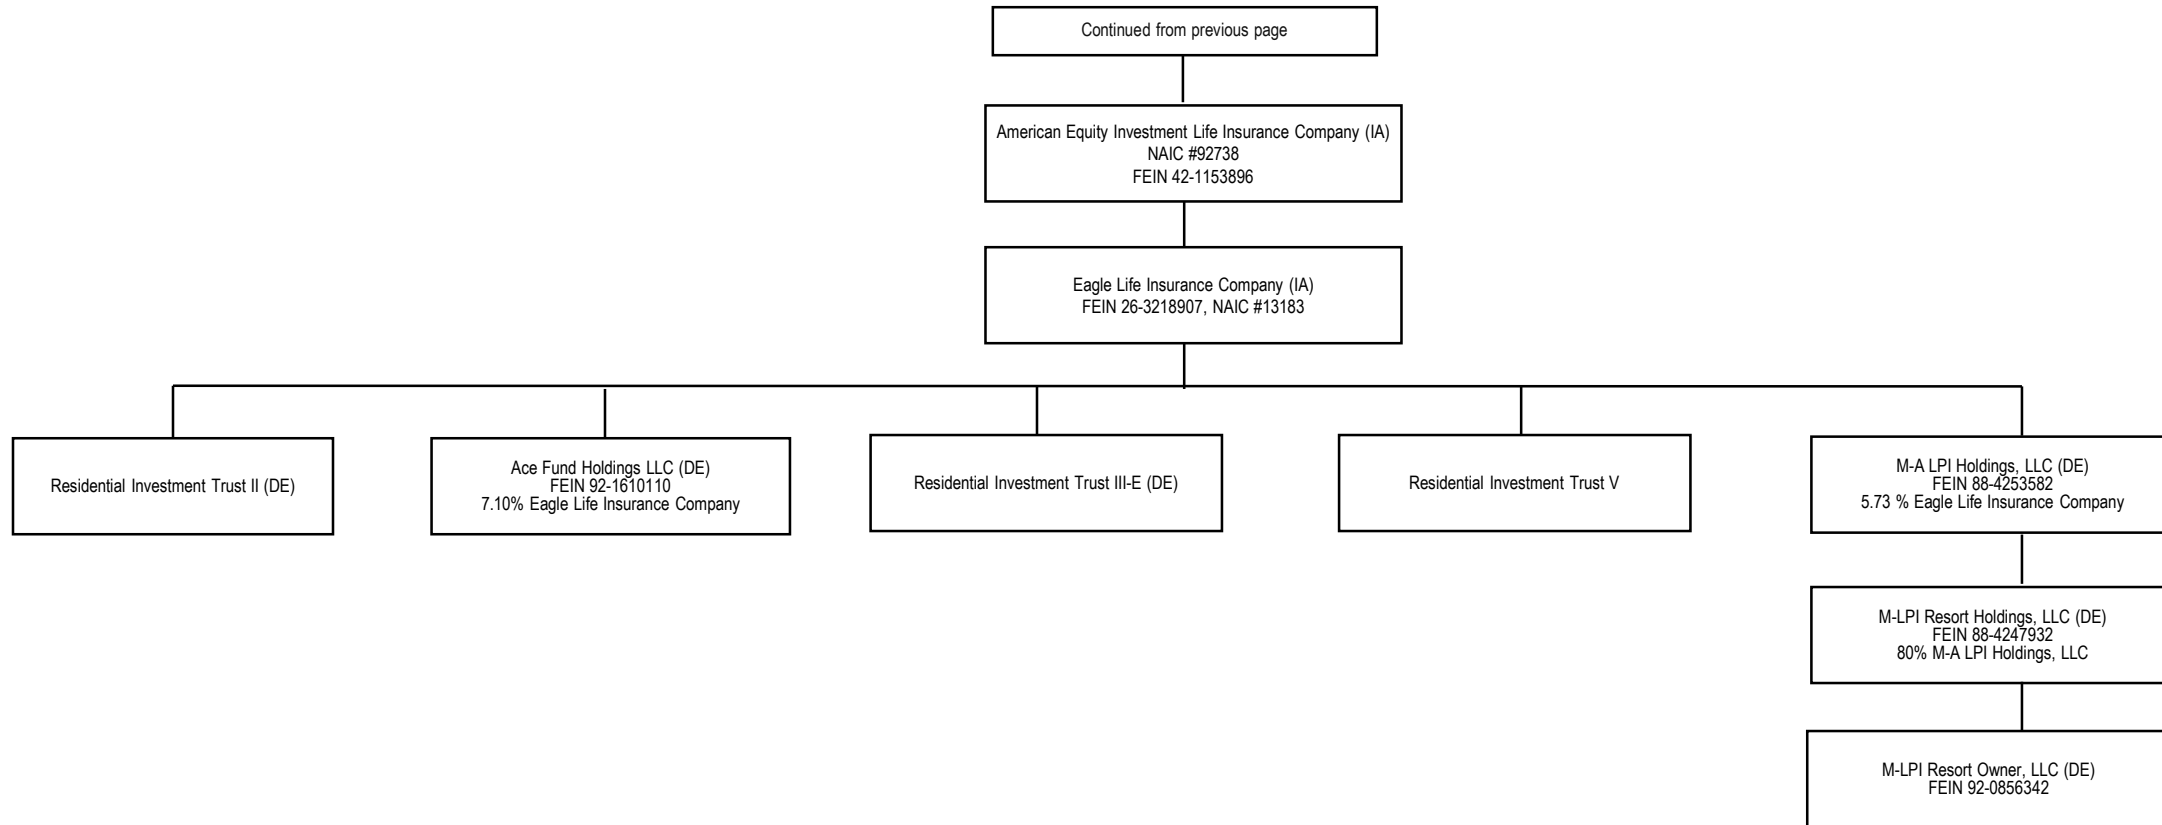 Continued from previous page
American Equity Investment Life Insurance Company (IA)
NAIC #92738
FEIN 42-1153896
Eagle Life Insurance Company (IA)
FEIN 26-3218907, NAIC #13183
Residential Investment Trust II (DE)
Ace Fund Holdings LLC (DE)
FEIN 92-1610110
7.10% Eagle Life Insurance Company
Residential Investment Trust III-E (DE)
Residential Investment Trust V
M-A LPI Holdings, LLC (DE)
FEIN 88-4253582
5.73 % Eagle Life Insurance Company
M-LPI Resort Holdings, LLC (DE)
FEIN 88-4247932
80% M-A LPI Holdings, LLC
M-LPI Resort Owner, LLC (DE)
FEIN 92-0856342